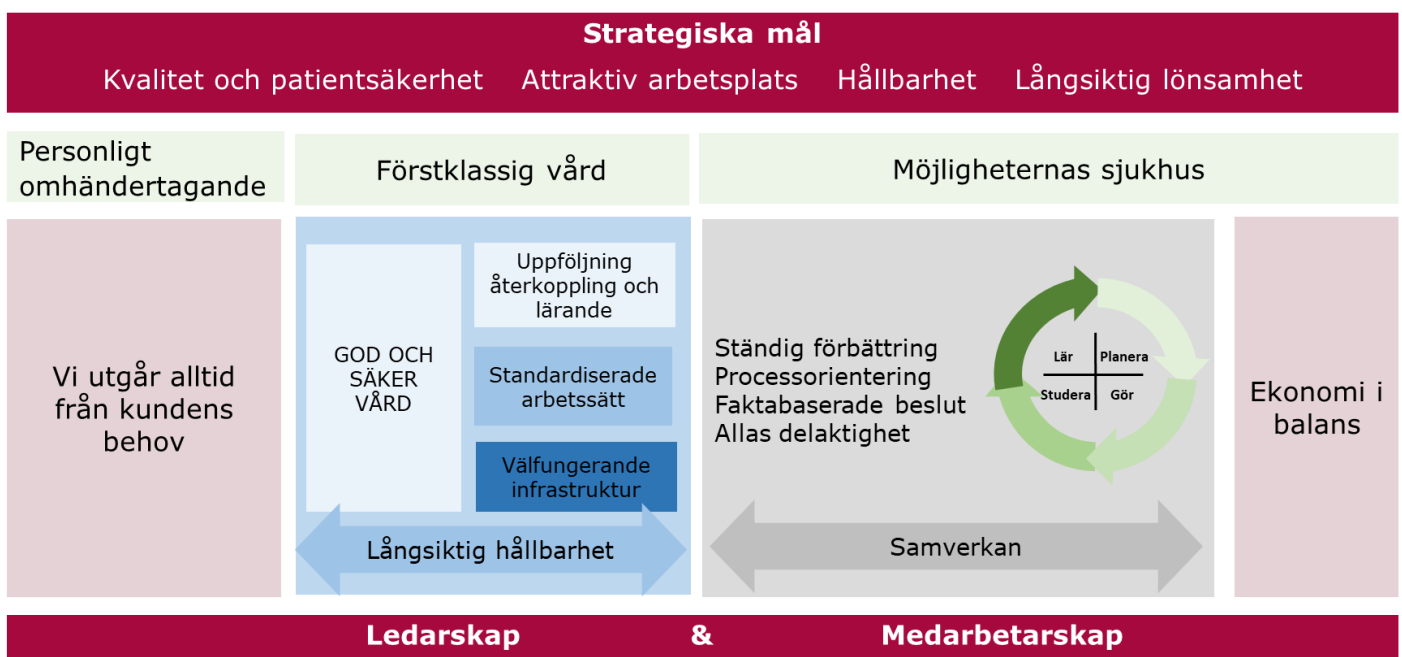 Strategiska mål
Kvalitet och patientsäkerhet Attraktiv arbetsplats Hållbarhet Långsiktig lönsamhet
Personligt
omhändertagande
Förstklassig vård
Möjligheternas sjukhus
Vi utgår alltid
från kundens
behov
GOD OCH
SÄKER
VÅRD
Uppföljning
återkoppling och
lärande
Standardiserade
arbetssätt
Välfungerande
infrastruktur
Långsiktig hållbarhet
Ständig förbättring
Processorientering
Faktabaserade beslut
Allas delaktighet
Lär Planera
Studera Gör
Samverkan
Ekonomi i
balans
Ledarskap & Medarbetarskap